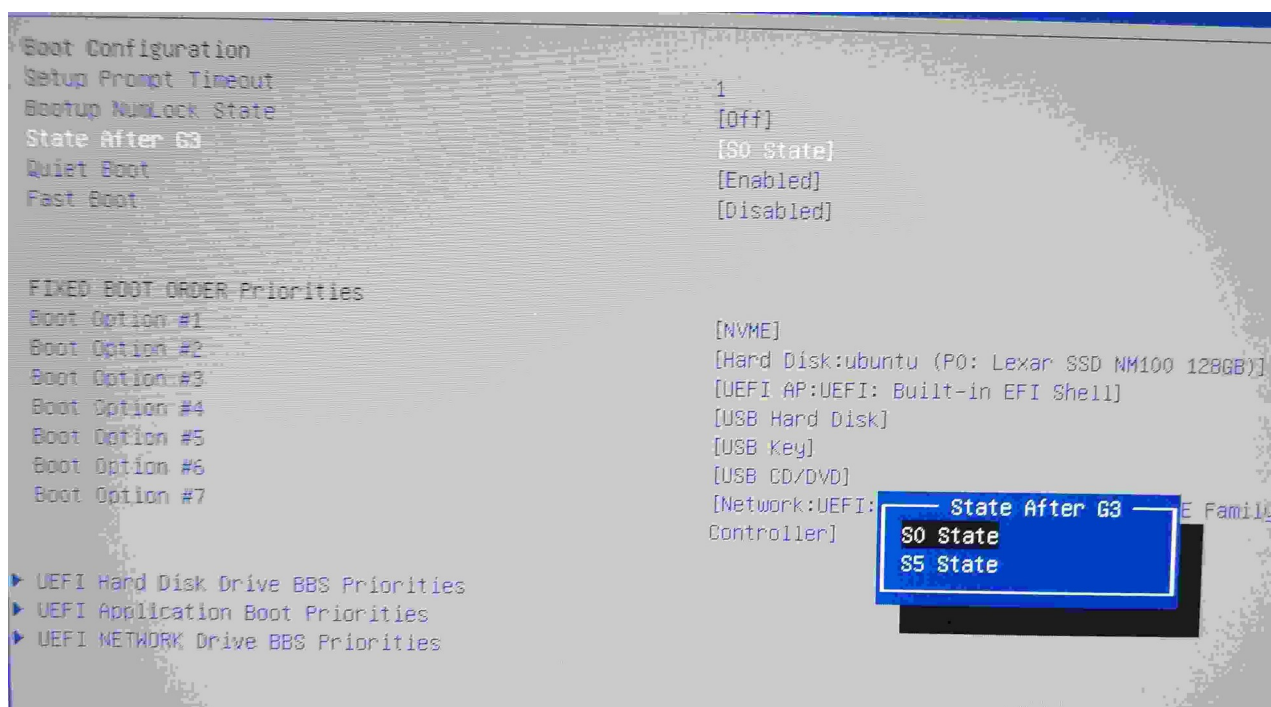 Boot Configuration
Setup Prompt Timeout 1
Bootup NumLock State [Off]
State After G3 [S0 State]
Quiet Boot [Enabled]
Fast Boot [Disabled]
FIXED BOOT ORDER Priorities
Boot Option #1 [NVME]
Boot Option #2 [Hard Disk:ubuntu (P0: Lexar SSD NM100 128GB)]
Boot Option #3 [UEFI AP:UEFI: Built-in EFI Shell]
Boot Option #4 [USB Hard Disk]
Boot Option #5 [USB Key]
Boot Option #6 [USB CD/DVD]
Boot Option #7 [Network:UEFI: E Family
Controller]
State After G3
S0 State
S5 State
UEFI Hard Disk Drive BBS Priorities
UEFI Application Boot Priorities
UEFI NETWORK Drive BBS Priorities